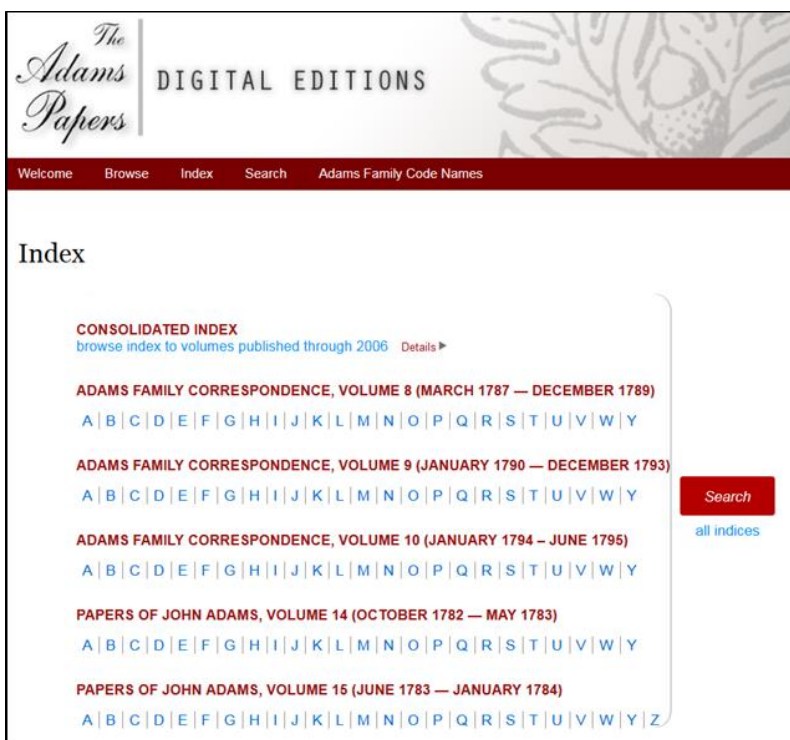 The
Adams
Papers
DIGITAL EDITIONS
Welcome Browse Index Search Adams Family Code Names
Index
CONSOLIDATED INDEX
browse index to volumes published through 2006 Details ▶
ADAMS FAMILY CORRESPONDENCE, VOLUME 8 (MARCH 1787 — DECEMBER 1789)
A|B|C|D|E|F|G|H|I|J|K|L|M|N|O|P|Q|R|S|T|U|V|W|Y
ADAMS FAMILY CORRESPONDENCE, VOLUME 9 (JANUARY 1790 — DECEMBER 1793)
A|B|C|D|E|F|G|H|I|J|K|L|M|N|O|P|Q|R|S|T|U|V|W|Y
Search
all indices
ADAMS FAMILY CORRESPONDENCE, VOLUME 10 (JANUARY 1794 – JUNE 1795)
A|B|C|D|E|F|G|H|I|J|K|L|M|N|O|P|Q|R|S|T|U|V|W|Y
PAPERS OF JOHN ADAMS, VOLUME 14 (OCTOBER 1782 — MAY 1783)
A|B|C|D|E|F|G|H|I|J|K|L|M|N|O|P|Q|R|S|T|U|V|W|Y
PAPERS OF JOHN ADAMS, VOLUME 15 (JUNE 1783 — JANUARY 1784)
A|B|C|D|E|F|G|H|I|J|K|L|M|N|O|P|Q|R|S|T|U|V|W|Y|Z